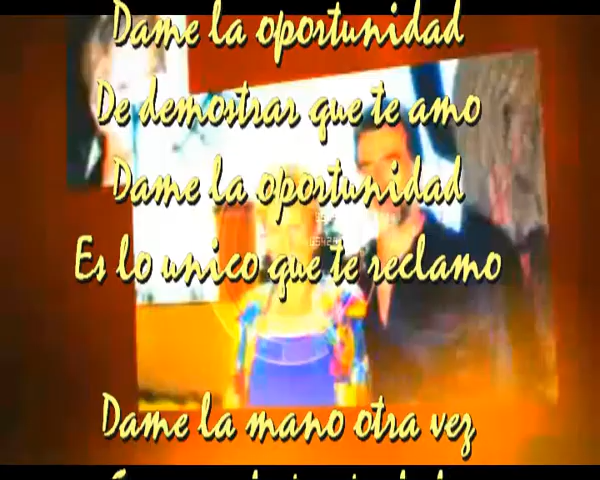 Dame la oportunidad
De demostrar que te amo
Dame la oportunidad
Es lo unico que te reclamo
Dame la mano otra vez